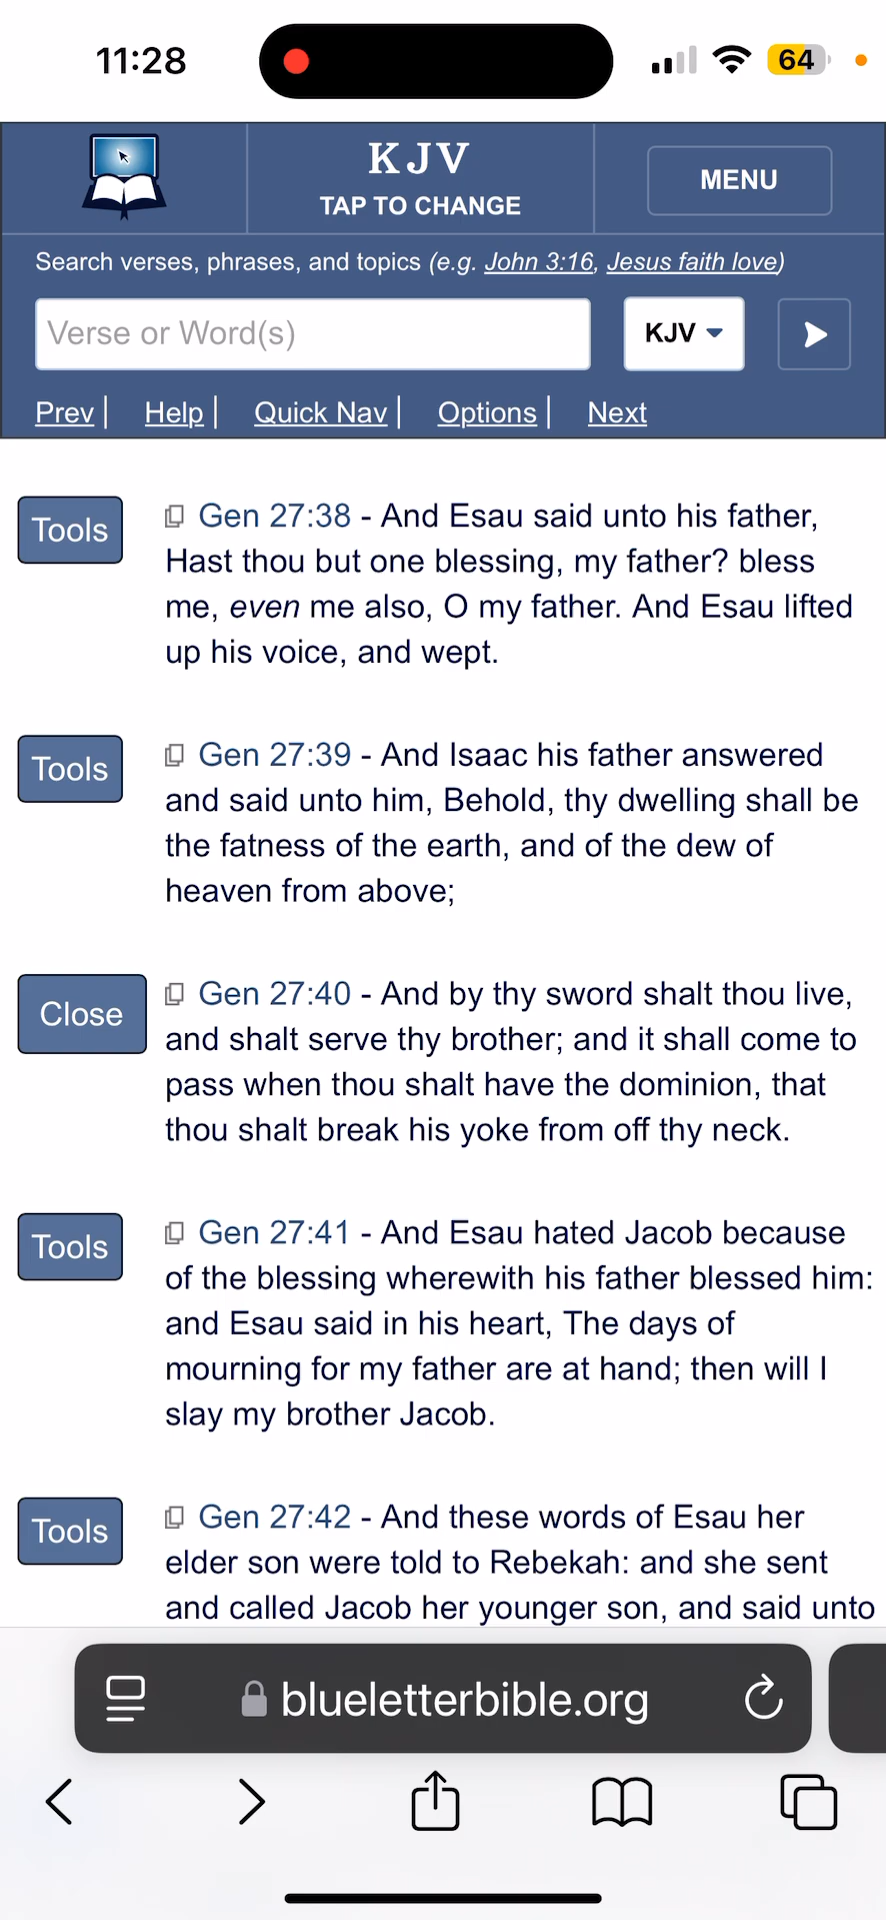 11:28
64
KJV
TAP TO CHANGE
MENU
Search verses, phrases, and topics (e.g. John 3:16, Jesus faith love)
Verse or Word(s)
KJV
Prev | Help | Quick Nav | Options | Next
Tools
Gen 27:38 - And Esau said unto his father,
Hast thou but one blessing, my father? bless
me, even me also, O my father. And Esau lifted
up his voice, and wept.
Tools
Gen 27:39 - And Isaac his father answered
and said unto him, Behold, thy dwelling shall be
the fatness of the earth, and of the dew of
heaven from above;
Close
Gen 27:40 - And by thy sword shalt thou live,
and shalt serve thy brother; and it shall come to
pass when thou shalt have the dominion, that
thou shalt break his yoke from off thy neck.
Tools
Gen 27:41 - And Esau hated Jacob because
of the blessing wherewith his father blessed him:
and Esau said in his heart, The days of
mourning for my father are at hand; then will I
slay my brother Jacob.
Tools
Gen 27:42 - And these words of Esau her
elder son were told to Rebekah: and she sent
and called Jacob her younger son, and said unto
blueletterbible.org